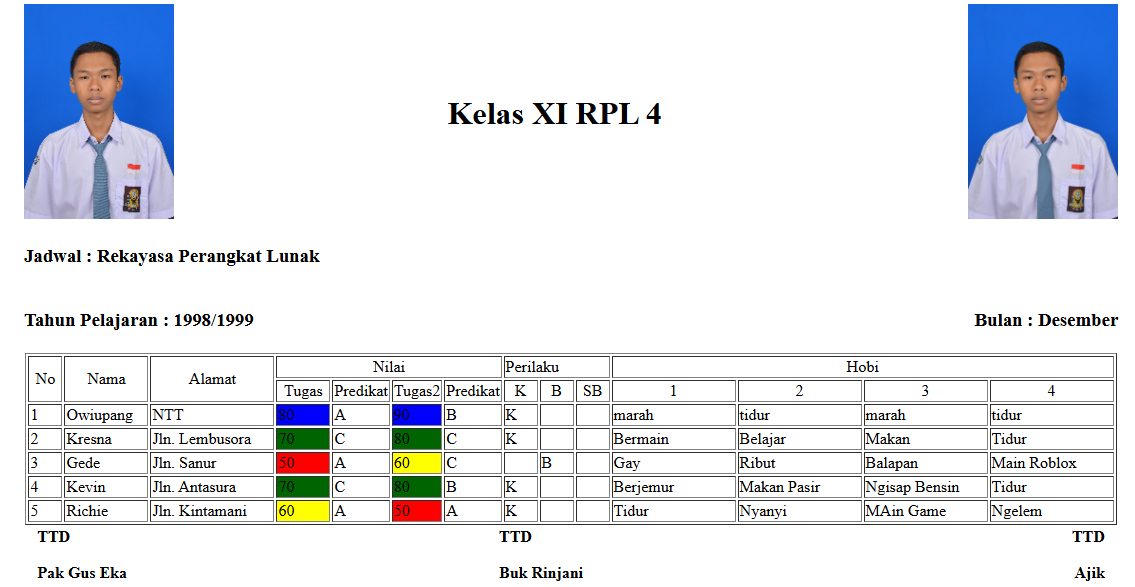 Kelas XI RPL 4
Jadwal : Rekayasa Perangkat Lunak
Tahun Pelajaran : 1998/1999 Bulan : Desember
No Nama Alamat Nilai Perilaku Hobi
Tugas Predikat Tugas2 Predikat K B SB 1 2 3 4
1 Owiupang NTT 80 A 90 B K marah tidur marah tidur
2 Kresna Jln. Lembusora 70 C 80 C K Bermain Belajar Makan Tidur
3 Gede Jln. Sanur 50 A 60 C B Gay Ribut Balapan Main Roblox
4 Kevin Jln. Antasura 70 C 80 B K Berjemur Makan Pasir Ngisap Bensin Tidur
5 Richie Jln. Kintamani 60 A 50 A K Tidur Nyanyi MAin Game Ngelem
TTD TTD TTD
Pak Gus Eka Buk Rinjani Ajik